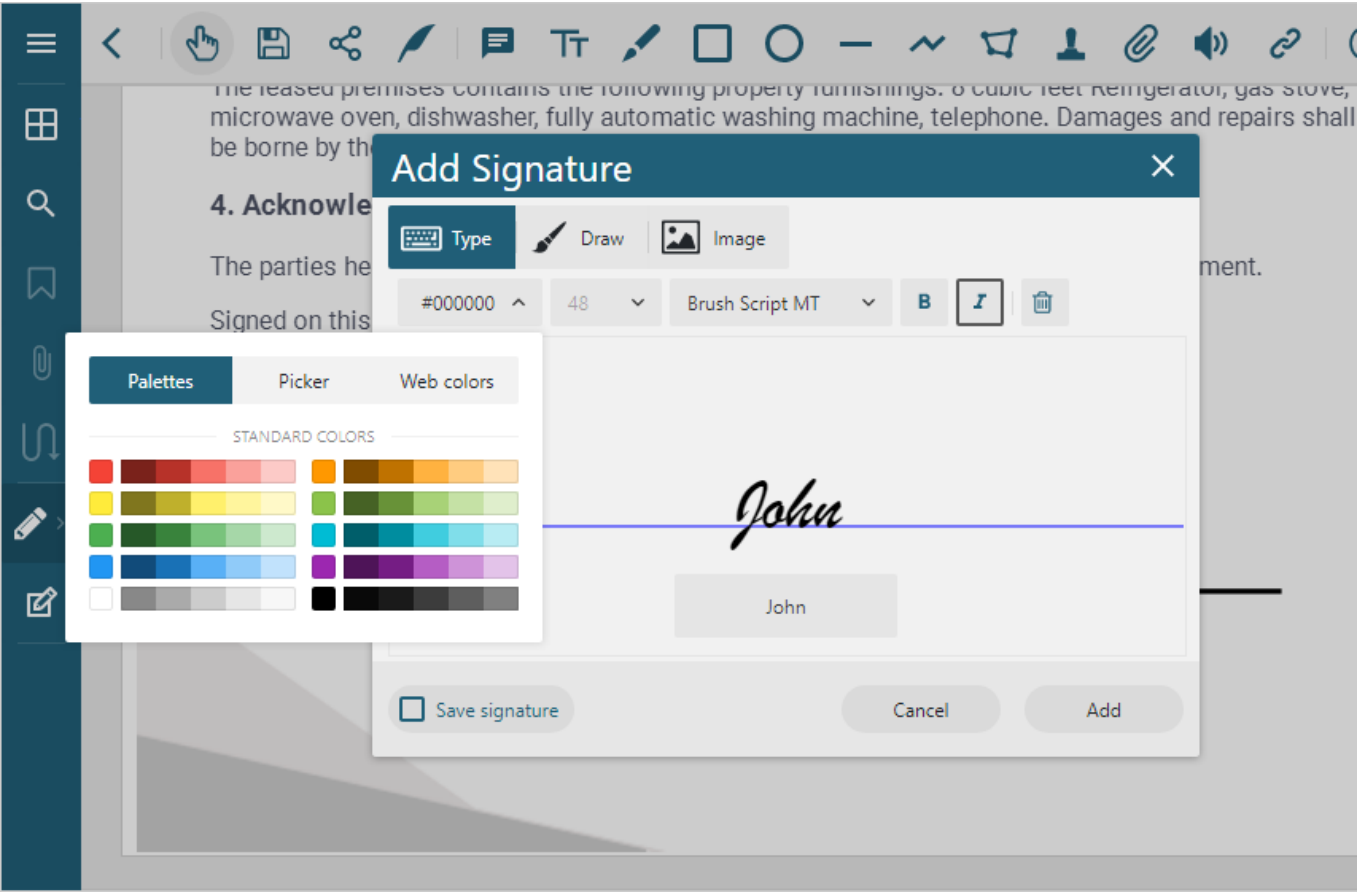 The leased premises contains the following property furnishings: 8 cubic feet Refrigerator, gas stove,
microwave oven, dishwasher, fully automatic washing machine, telephone. Damages and repairs shall
be borne by th
Add Signature
4. Acknowle
Type Draw Image
The parties he ment.
#000000 48 Brush Script MT B I
Signed on this
Palettes Picker Web colors
STANDARD COLORS
John
John
Save signature Cancel Add